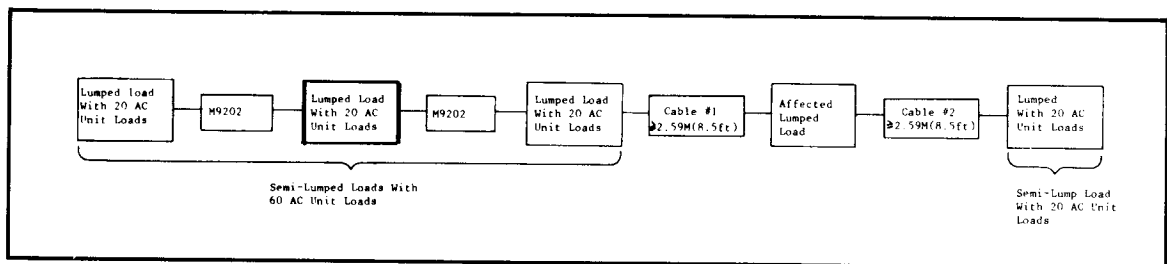 Lumped load
With 20 AC
Unit Loads
M9202
Lumped Load
With 20 AC
Unit Loads
M9202
Lumped Load
With 20 AC
Unit Loads
Cable #1
≥2.59M(8.5ft)
Affected
Lumped
Load
Cable #2
≥2.59M(8.5ft)
Lumped
With 20 AC
Unit Loads
Semi-Lumped Loads With
60 AC Unit Loads
Semi-Lump Load
With 20 AC Unit
Loads